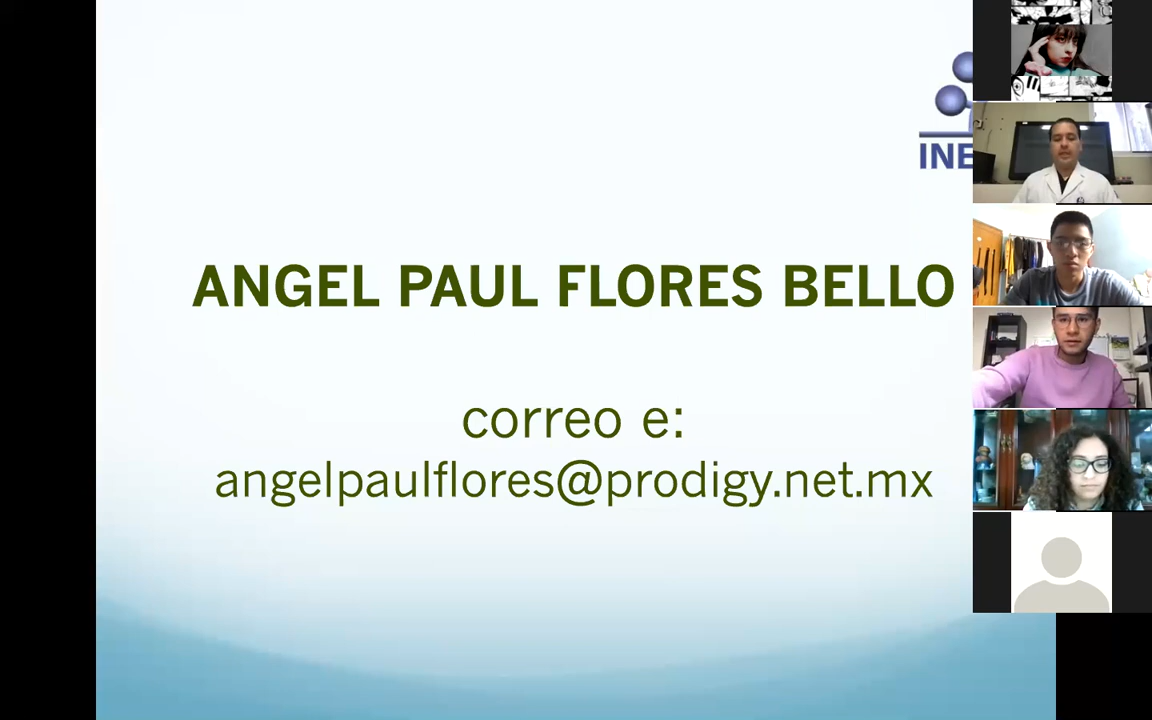 INE
ANGEL PAUL FLORES BELLO
correo e:
angelpaulflores@prodigy.net.mx